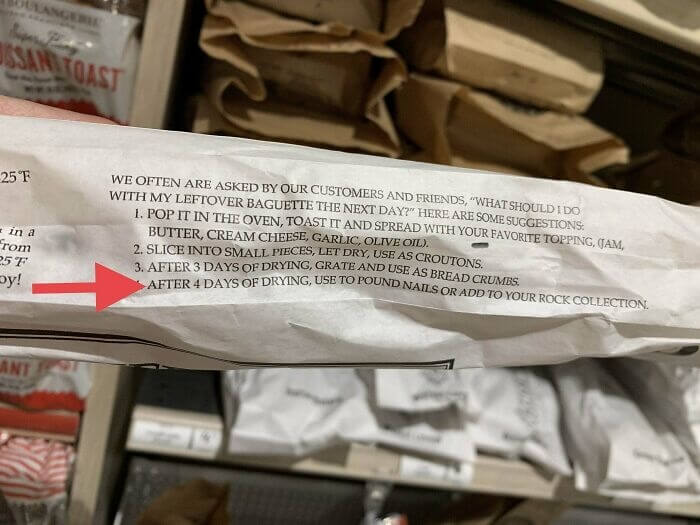 BOULANGERIE
TOAST
25°F
in a
from
25°F
oy!
WE OFTEN ARE ASKED BY OUR CUSTOMERS AND FRIENDS, "WHAT SHOULD I DO
WITH MY LEFTOVER BAGUETTE THE NEXT DAY?" HERE ARE SOME SUGGESTIONS:
1. POP IT IN THE OVEN, TOAST IT AND SPREAD WITH YOUR FAVORITE TOPPING, (JAM,
BUTTER, CREAM CHEESE, GARLIC, OLIVE OIL).
2. SLICE INTO SMALL PIECES, LET DRY, USE AS CROUTONS.
3. AFTER 3 DAYS OF DRYING, GRATE AND USE AS BREAD CRUMBS.
AFTER 4 DAYS OF DRYING, USE TO POUND NAILS OR ADD TO YOUR ROCK COLLECTION.